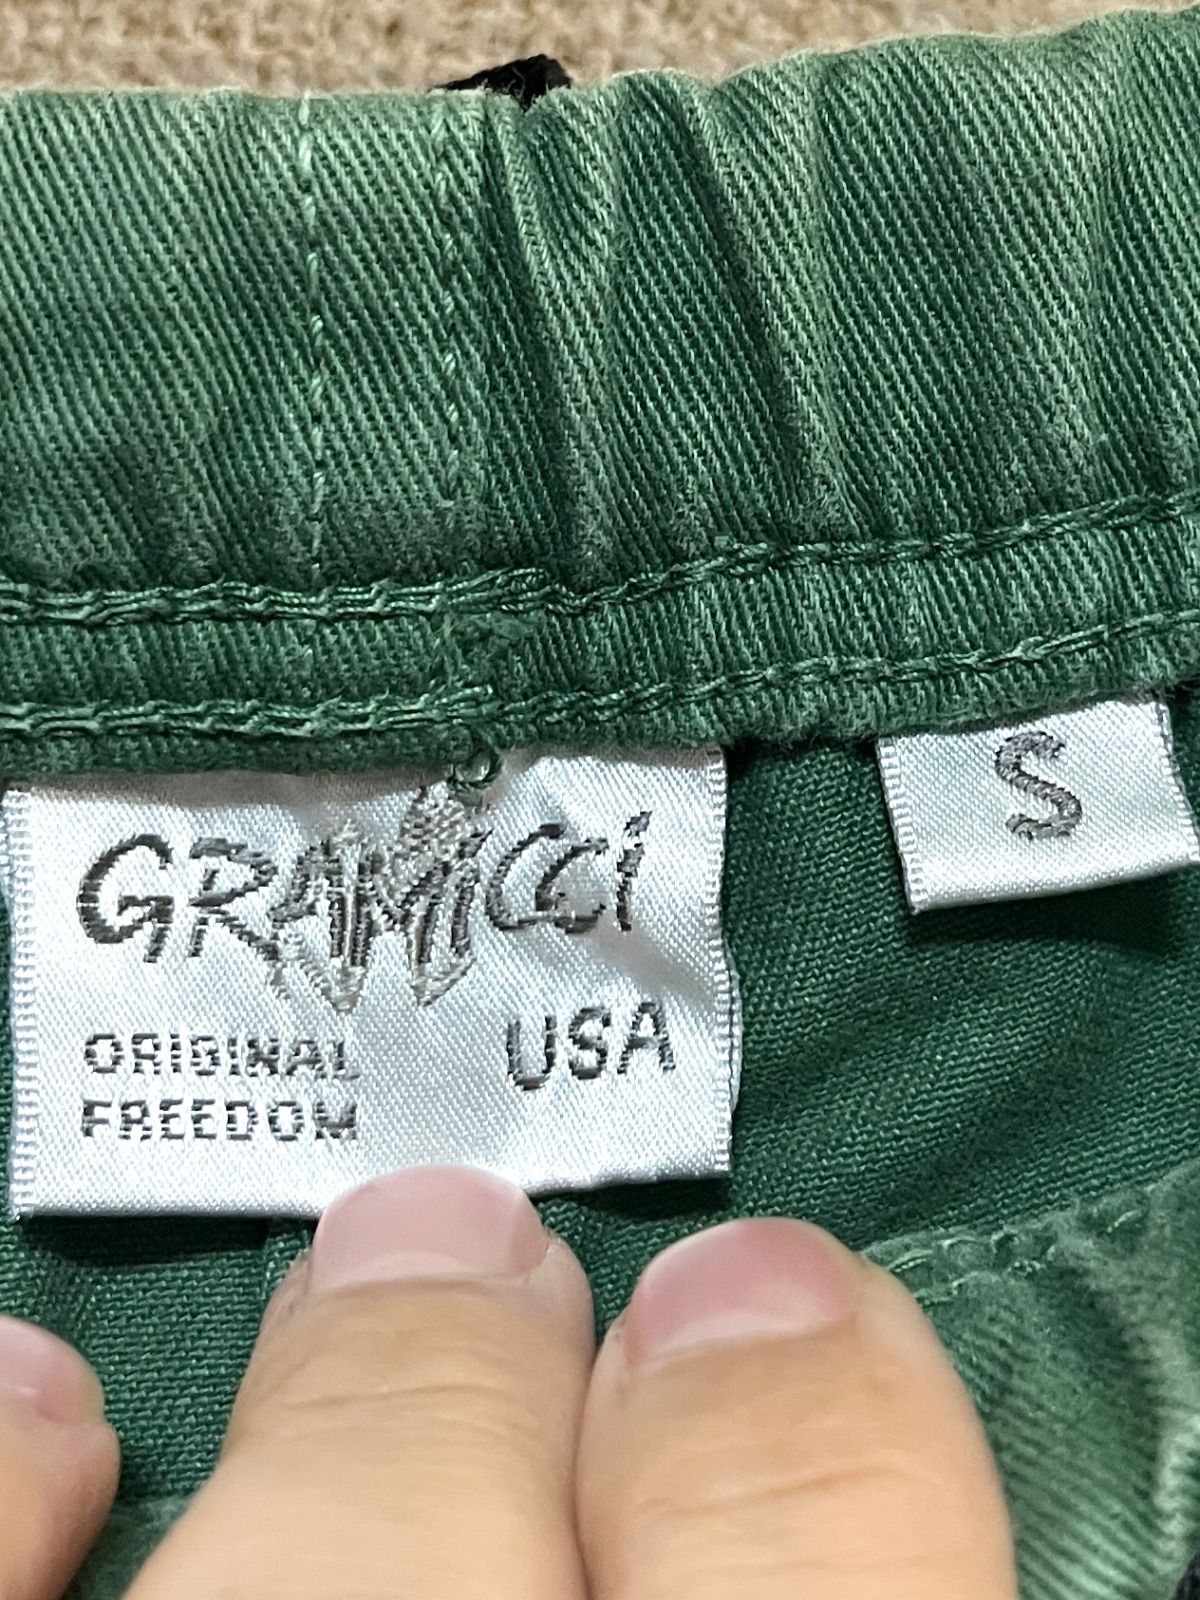 GRAMICCi
USA
ORIGINAL
FREEDOM
S